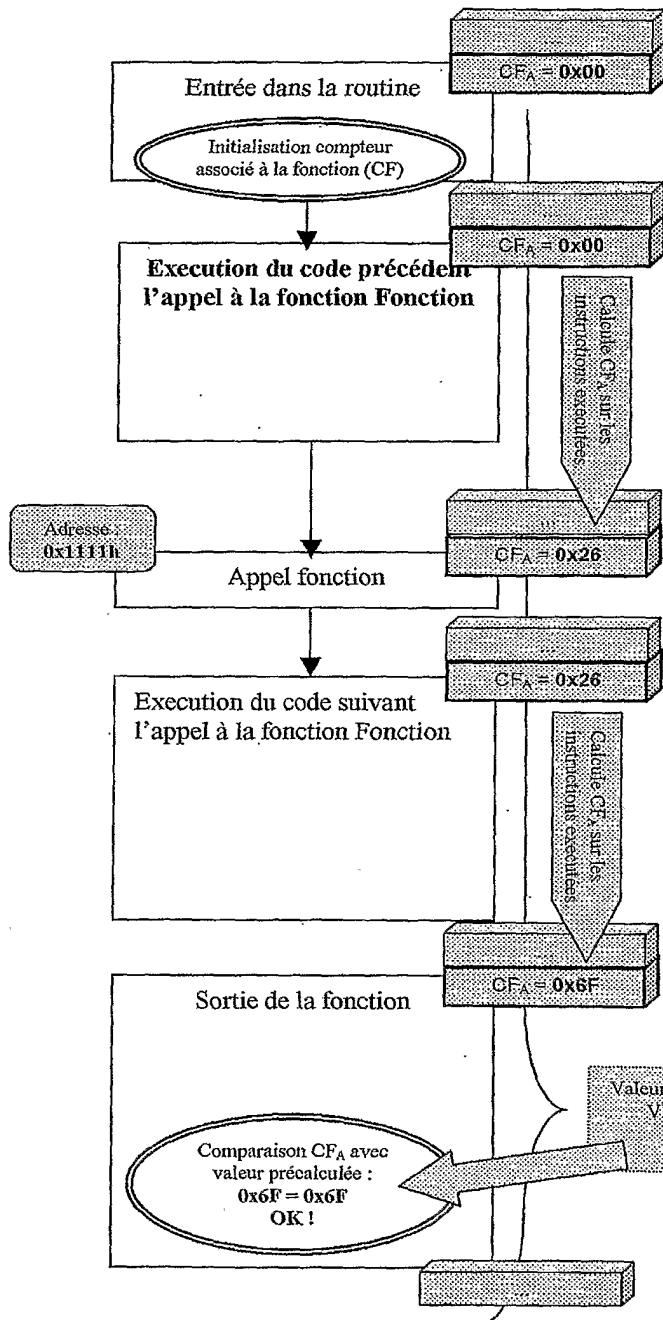 ...
CFA = 0x00
Entrée dans la routine
Initialisation compteur
associé à la fonction (CF)
...
CFA = 0x00
Execution du code précédent
l'appel à la fonction Fonction
Calcule CFA sur les
instructions executées
Adresse :
0x1111h
...
CFA = 0x26
Appel fonction
...
CFA = 0x26
Execution du code suivant
l'appel à la fonction Fonction
Calcule CFA sur les
instructions executées
...
CFA = 0x6F
Sortie de la fonction
Valeur
V
Comparaison CFA avec
valeur précalculée :
0x6F = 0x6F
OK !
...